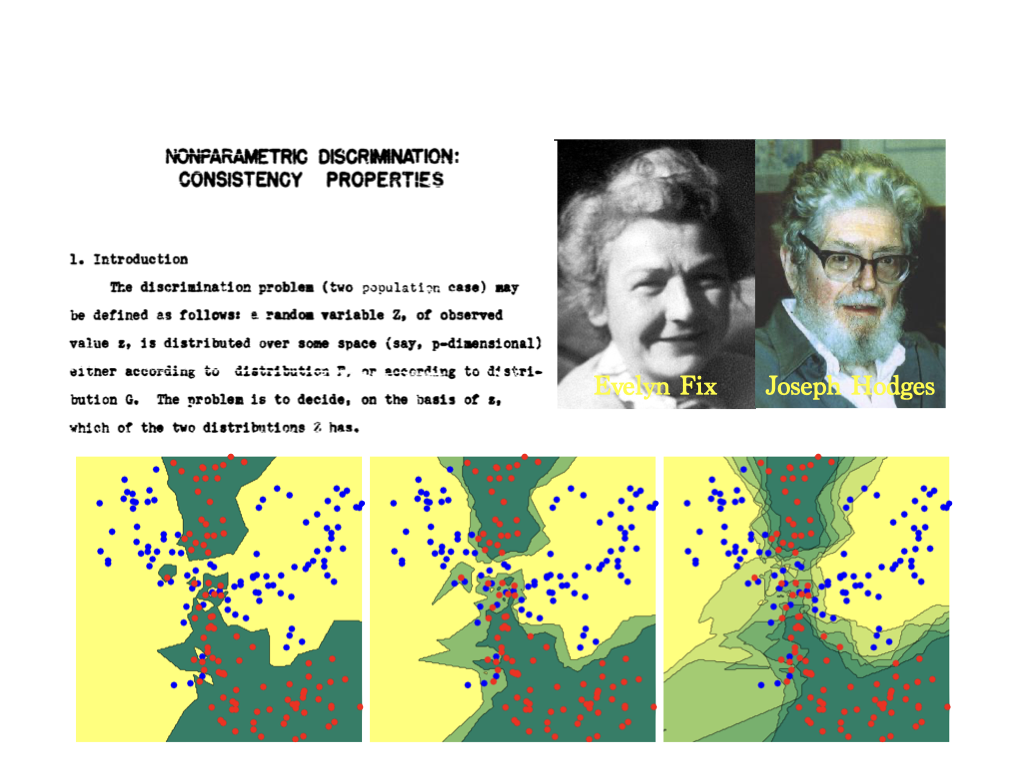 NONPARAMETRIC DISCRIMINATION:
CONSISTENCY PROPERTIES
1. Introduction
The discrimination problem (two population case) may
be defined as follows: a random variable Z, of observed
value z, is distributed over some space (say, p-dimensional)
either according to distribution F, or according to distri-
bution G. The problem is to decide, on the basis of z,
which of the two distributions Z has.
Evelyn Fix
Joseph Hodges